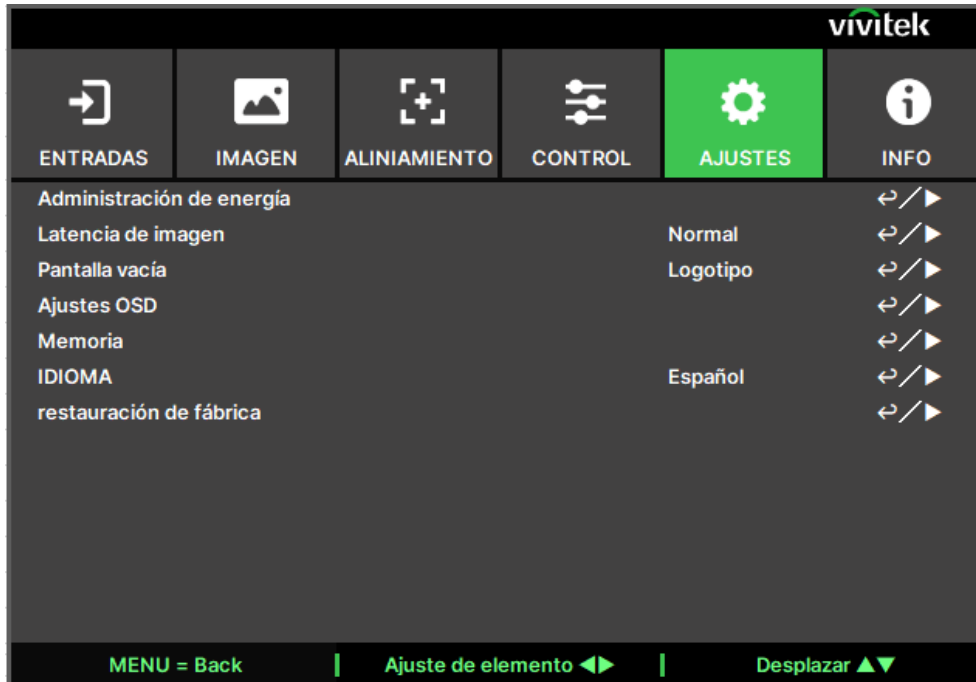 vivitek
ENTRADAS IMAGEN ALINIAMIENTO CONTROL AJUSTES INFO
Administración de energía
Latencia de imagen Normal
Pantalla vacía Logotipo
Ajustes OSD
Memoria
IDIOMA Español
restauración de fábrica
MENU = Back Ajuste de elemento ◀▶ Desplazar ▲▼